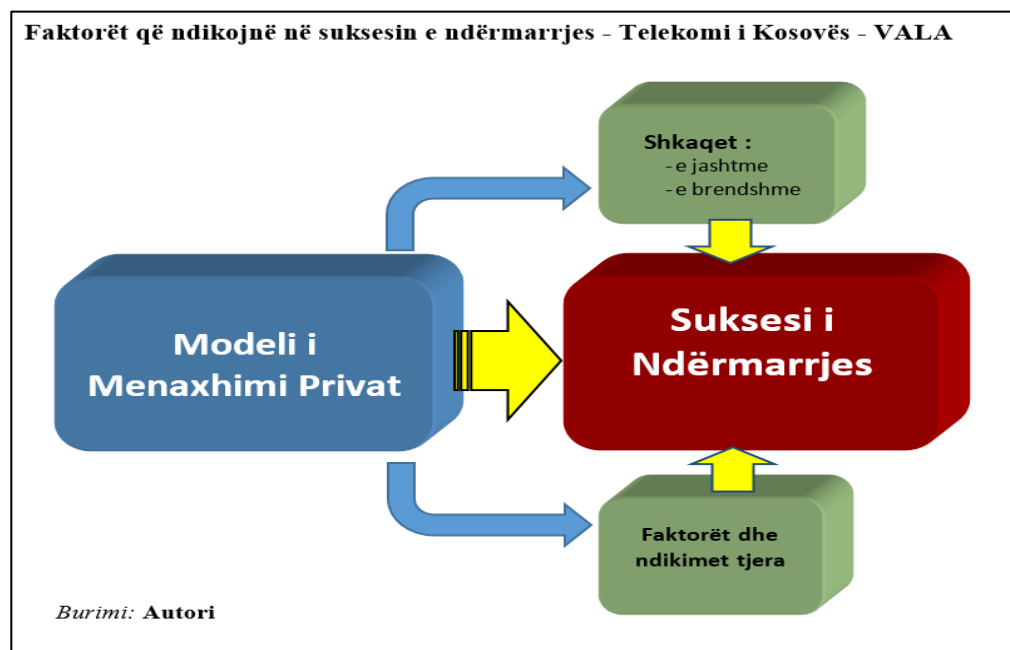 Faktorët që ndikojnë në suksesin e ndërmarrjes - Telekomi i Kosovës - VALA
Shkaqet :
- e jashtme
- e brendshme
Modeli i
Menaxhimi Privat
Suksesi i
Ndërmarrjes
Faktorët dhe
ndikimet tjera
Burimi: Autori